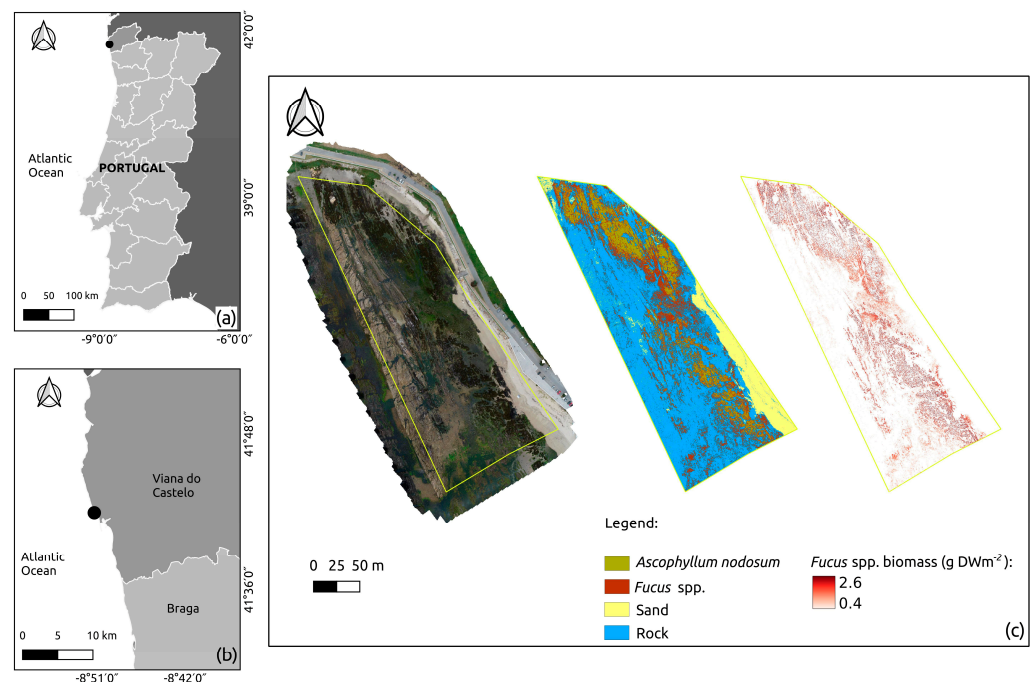 42°0′0″
Atlantic
Ocean
PORTUGAL
39°0′0″
0 50 100 km
(a)
-9°0′0″ -6°0′0″
41°48′0″
Viana do
Castelo
Atlantic
Ocean
41°36′0″
Braga
0 5 10 km
(b)
-8°51′0″ -8°42′0″
0 25 50 m
Legend:
Ascophyllum nodosum
Fucus spp.
Sand
Rock
Fucus spp. biomass (g DWm⁻²):
2.6
0.4
(c)